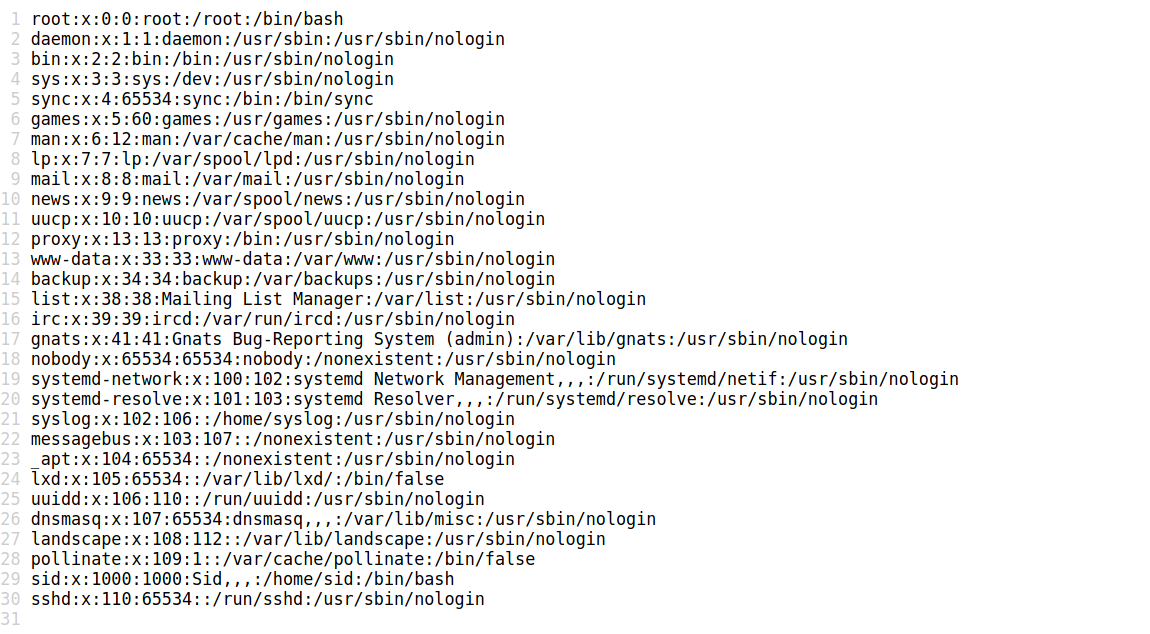 1 root:x:0:0:root:/root:/bin/bash
2 daemon:x:1:1:daemon:/usr/sbin:/usr/sbin/nologin
3 bin:x:2:2:bin:/bin:/usr/sbin/nologin
4 sys:x:3:3:sys:/dev:/usr/sbin/nologin
5 sync:x:4:65534:sync:/bin:/bin/sync
6 games:x:5:60:games:/usr/games:/usr/sbin/nologin
7 man:x:6:12:man:/var/cache/man:/usr/sbin/nologin
8 lp:x:7:7:lp:/var/spool/lpd:/usr/sbin/nologin
9 mail:x:8:8:mail:/var/mail:/usr/sbin/nologin
10 news:x:9:9:news:/var/spool/news:/usr/sbin/nologin
11 uucp:x:10:10:uucp:/var/spool/uucp:/usr/sbin/nologin
12 proxy:x:13:13:proxy:/bin:/usr/sbin/nologin
13 www-data:x:33:33:www-data:/var/www:/usr/sbin/nologin
14 backup:x:34:34:backup:/var/backups:/usr/sbin/nologin
15 list:x:38:38:Mailing List Manager:/var/list:/usr/sbin/nologin
16 irc:x:39:39:ircd:/var/run/ircd:/usr/sbin/nologin
17 gnats:x:41:41:Gnats Bug-Reporting System (admin):/var/lib/gnats:/usr/sbin/nologin
18 nobody:x:65534:65534:nobody:/nonexistent:/usr/sbin/nologin
19 systemd-network:x:100:102:systemd Network Management,,,:/run/systemd/netif:/usr/sbin/nologin
20 systemd-resolve:x:101:103:systemd Resolver,,,:/run/systemd/resolve:/usr/sbin/nologin
21 syslog:x:102:106::/home/syslog:/usr/sbin/nologin
22 messagebus:x:103:107::/nonexistent:/usr/sbin/nologin
23 _apt:x:104:65534::/nonexistent:/usr/sbin/nologin
24 lxd:x:105:65534::/var/lib/lxd/:/bin/false
25 uuidd:x:106:110::/run/uuidd:/usr/sbin/nologin
26 dnsmasq:x:107:65534:dnsmasq,,,:/var/lib/misc:/usr/sbin/nologin
27 landscape:x:108:112::/var/lib/landscape:/usr/sbin/nologin
28 pollinate:x:109:1::/var/cache/pollinate:/bin/false
29 sid:x:1000:1000:Sid,,,:/home/sid:/bin/bash
30 sshd:x:110:65534::/run/sshd:/usr/sbin/nologin
31